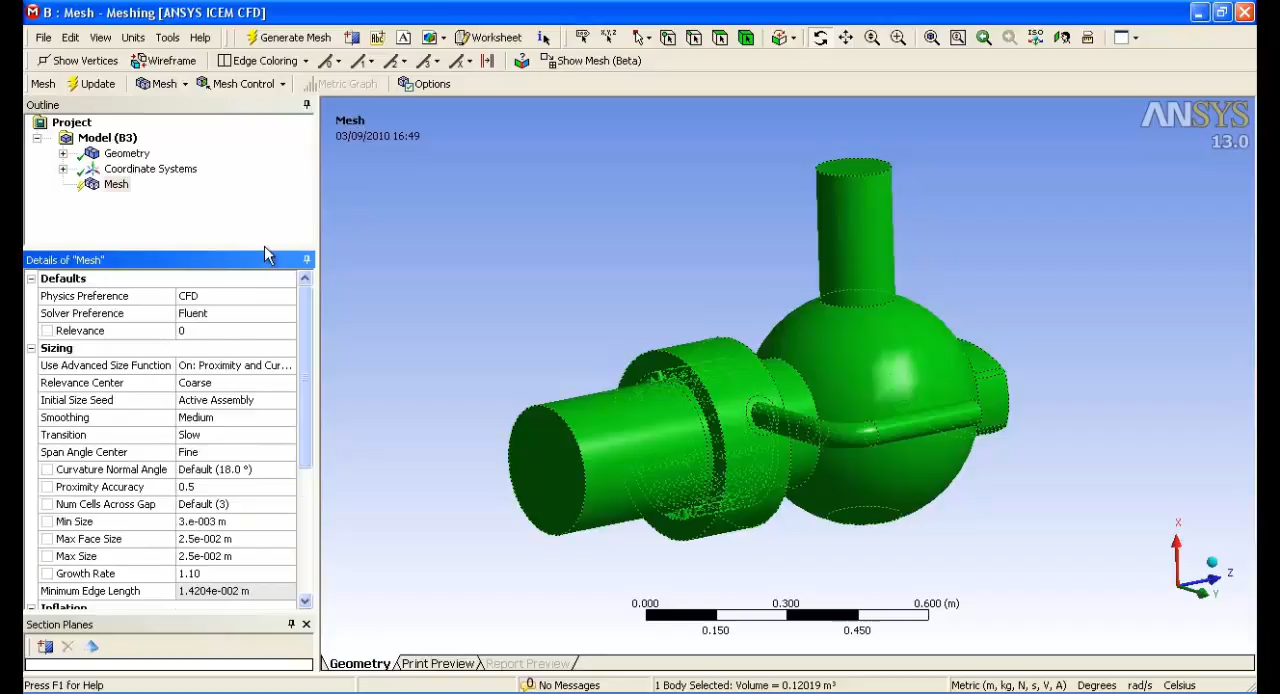 B : Mesh - Meshing [ANSYS ICEM CFD]
File Edit View Units Tools Help Generate Mesh Worksheet
Show Vertices Wireframe Edge Coloring Show Mesh (Beta)
Mesh Update Mesh Mesh Control Metric Graph Options
Outline
Project
Model (B3)
Geometry
Coordinate Systems
Mesh
Details of "Mesh"
Defaults
Physics Preference CFD
Solver Preference Fluent
Relevance 0
Sizing
Use Advanced Size Function On: Proximity and Cur...
Relevance Center Coarse
Initial Size Seed Active Assembly
Smoothing Medium
Transition Slow
Span Angle Center Fine
Curvature Normal Angle Default (18.0 °)
Proximity Accuracy 0.5
Num Cells Across Gap Default (3)
Min Size 3.e-003 m
Max Face Size 2.5e-002 m
Max Size 2.5e-002 m
Growth Rate 1.10
Minimum Edge Length 1.4204e-002 m
Inflation
Section Planes
Mesh
03/09/2010 16:49
ANSYS
13.0
X
Z
Y
0.000 0.300 0.600 (m)
0.150 0.450
Geometry Print Preview Report Preview
Press F1 for Help 0 No Messages 1 Body Selected: Volume = 0.12019 m³ Metric (m, kg, N, s, V, A) Degrees rad/s Celsius